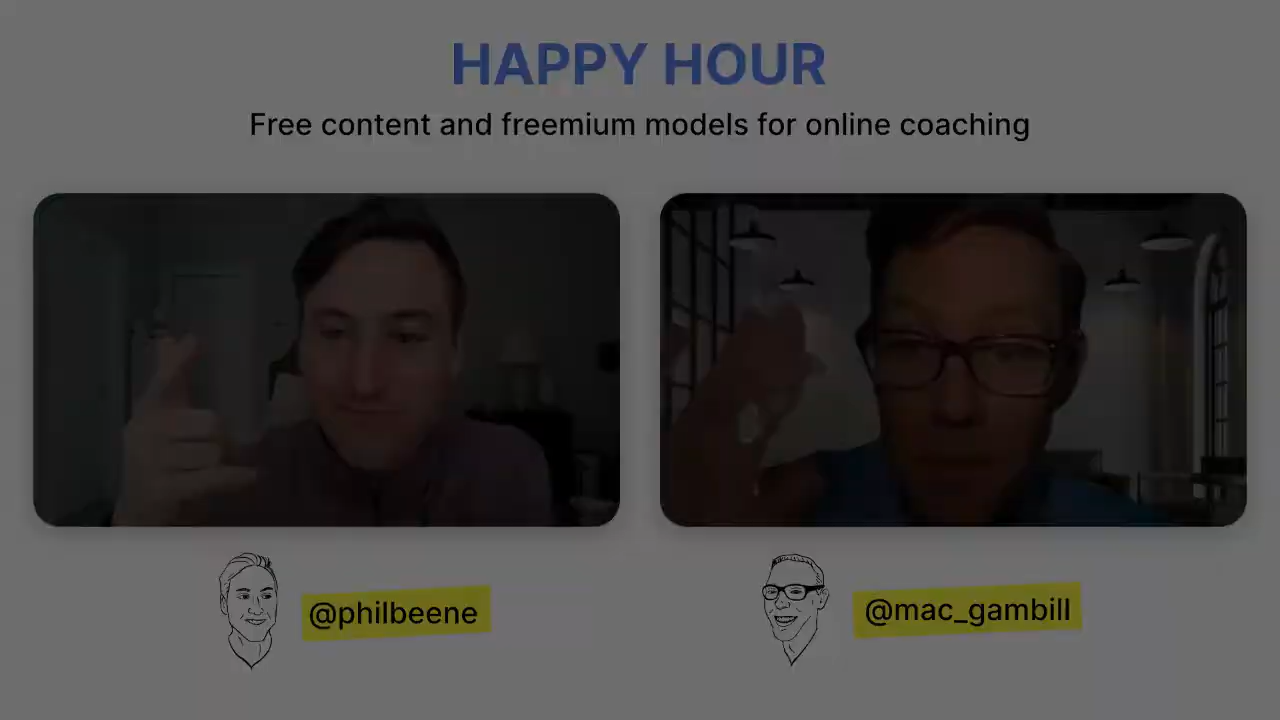 HAPPY HOUR
Free content and freemium models for online coaching
@philbeene
@mac_gambill